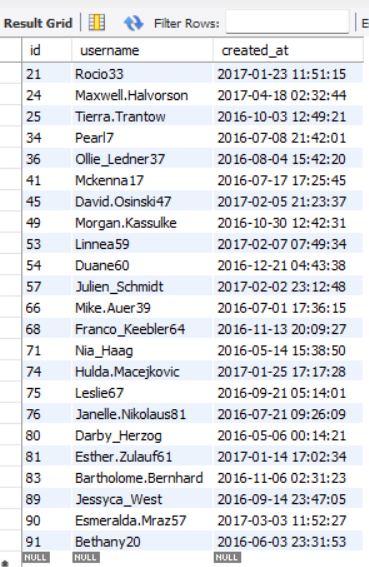 Result Grid Filter Rows: E
id username created_at
21 Rocio33 2017-01-23 11:51:15
24 Maxwell.Halvorson 2017-04-18 02:32:44
25 Tierra.Trantow 2016-10-03 12:49:21
34 Pearl7 2016-07-08 21:42:01
36 Ollie_Ledner37 2016-08-04 15:42:20
41 Mckenna17 2016-07-17 17:25:45
45 David.Osinski47 2017-02-05 21:23:37
49 Morgan.Kassulke 2016-10-30 12:42:31
53 Linnea59 2017-02-07 07:49:34
54 Duane60 2016-12-21 04:43:38
57 Julien_Schmidt 2017-02-02 23:12:48
66 Mike.Auer39 2016-07-01 17:36:15
68 Franco_Keebler64 2016-11-13 20:09:27
71 Nia_Haag 2016-05-14 15:38:50
74 Hulda.Macejkovic 2017-01-25 17:17:28
75 Leslie67 2016-09-21 05:14:01
76 Janelle.Nikolaus81 2016-07-21 09:26:09
80 Darby_Herzog 2016-05-06 00:14:21
81 Esther.Zulauf61 2017-01-14 17:02:34
83 Bartholome.Bernhard 2016-11-06 02:31:23
89 Jessyca_West 2016-09-14 23:47:05
90 Esmeralda.Mraz57 2017-03-03 11:52:27
91 Bethany20 2016-06-03 23:31:53
NULL NULL NULL